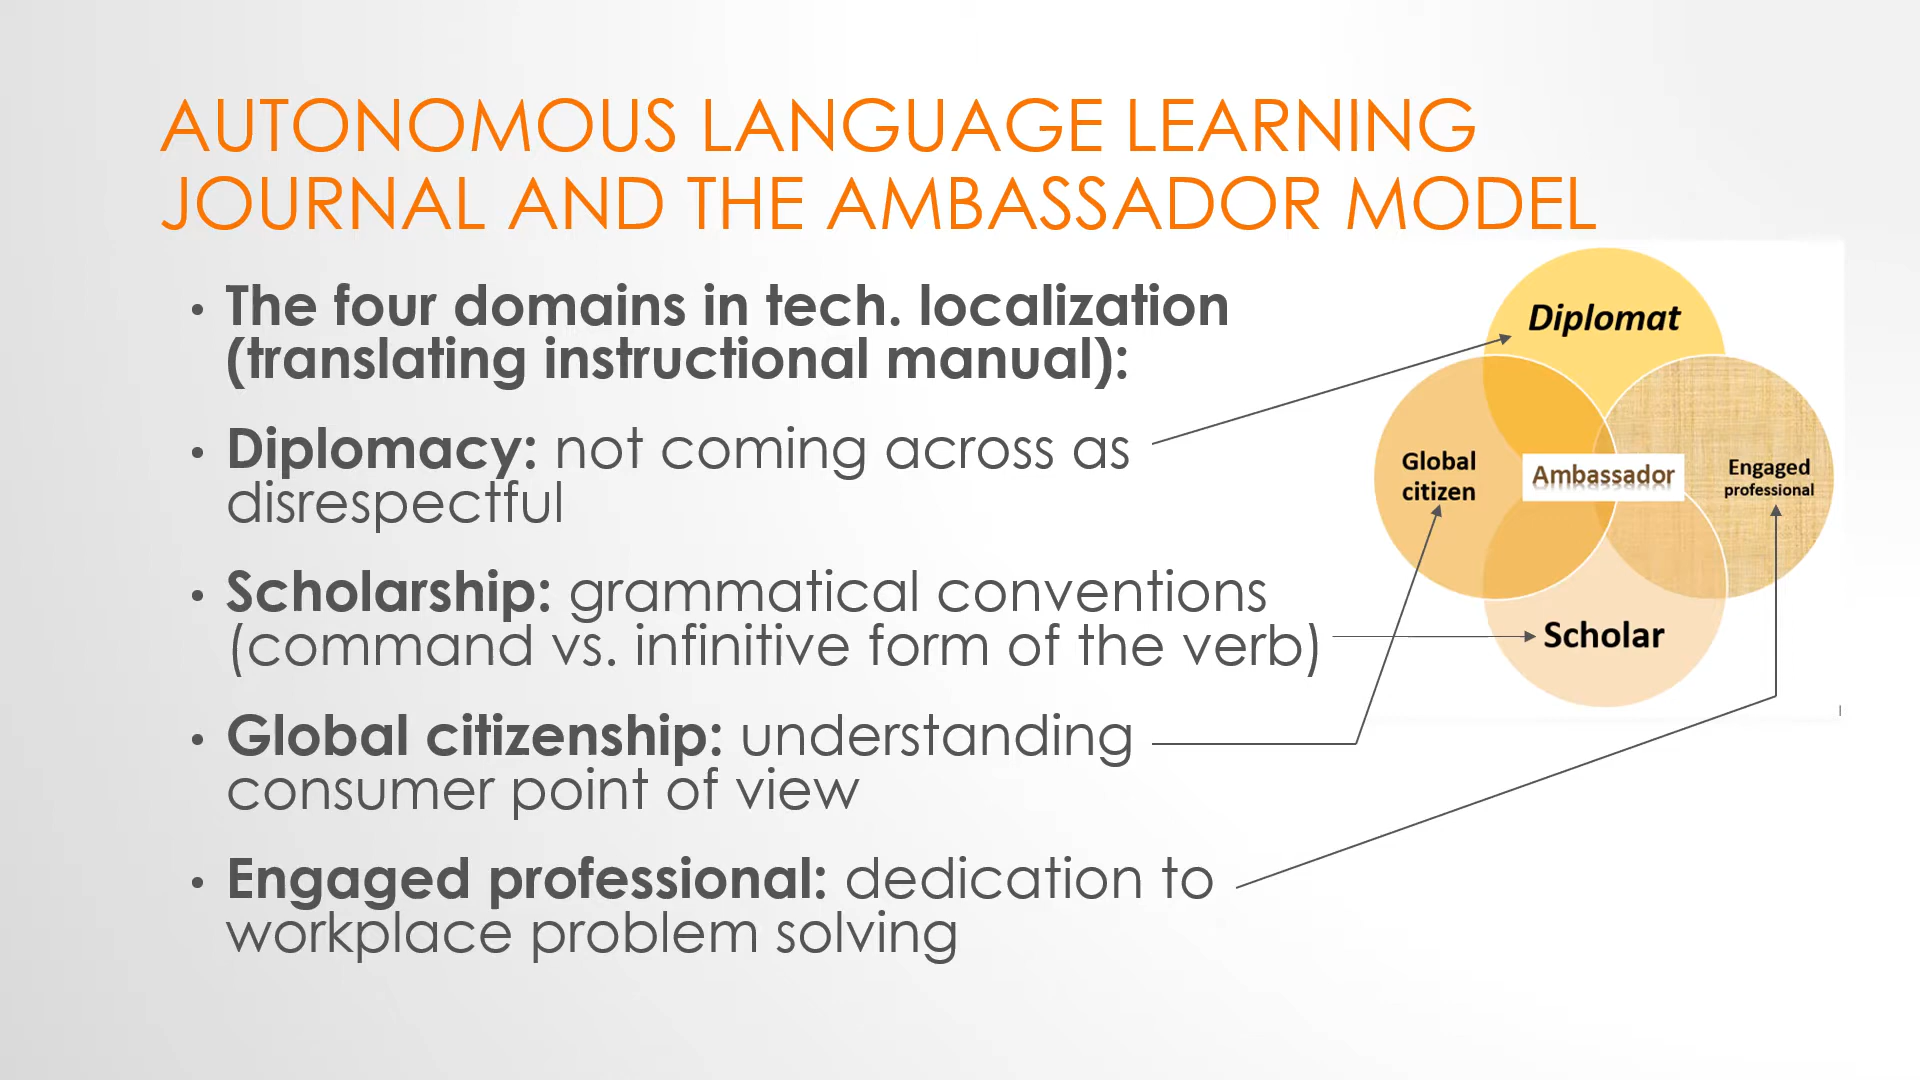 AUTONOMOUS LANGUAGE LEARNING
JOURNAL AND THE AMBASSADOR MODEL
• The four domains in tech. localization
(translating instructional manual):
• Diplomacy: not coming across as
disrespectful
• Scholarship: grammatical conventions
(command vs. infinitive form of the verb)
• Global citizenship: understanding
consumer point of view
• Engaged professional: dedication to
workplace problem solving
Diplomat
Global
citizen
Ambassador
Engaged
professional
Scholar